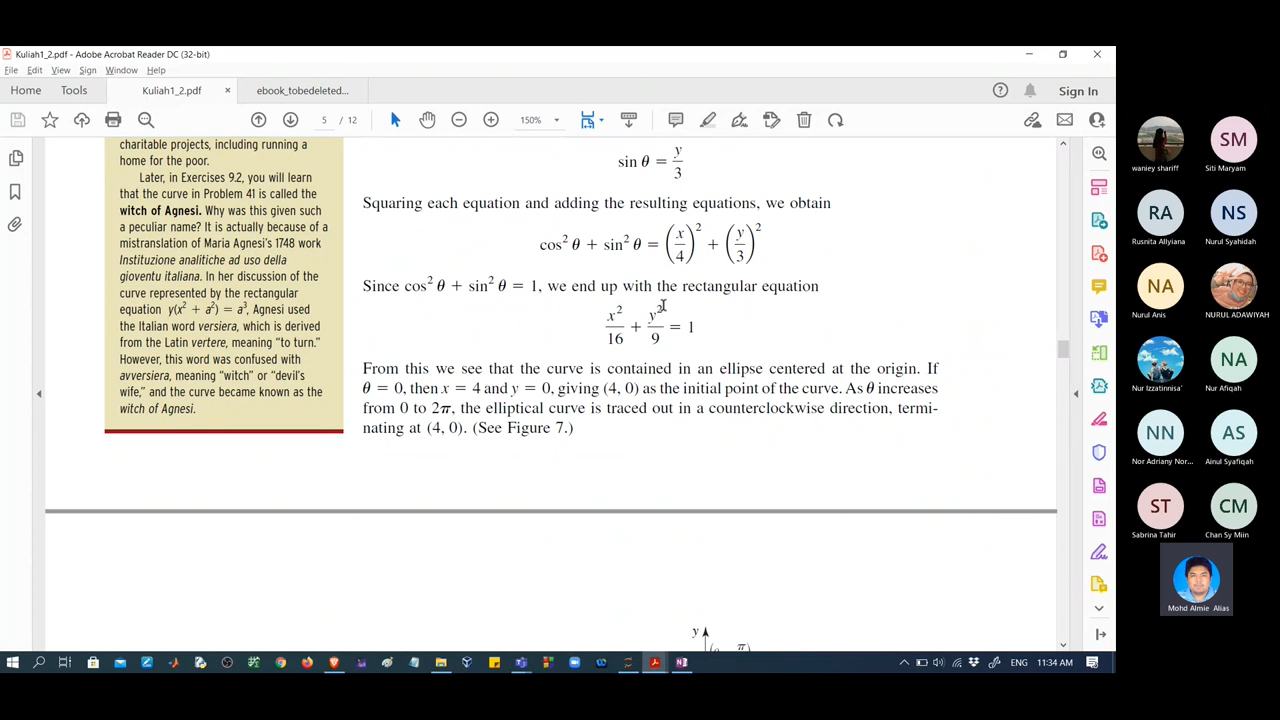 Kuliah1_2.pdf - Adobe Acrobat Reader DC (32-bit)
File Edit View Sign Window Help
Home Tools Kuliah1_2.pdf × ebook_tobedeleted... Sign In
5 / 12 150%
charitable projects, including running a
home for the poor.
Later, in Exercises 9.2, you will learn
that the curve in Problem 41 is called the
witch of Agnesi. Why was this given such
a peculiar name? It is actually because of a
mistranslation of Maria Agnesi's 1748 work
Instituzione analitiche ad uso della
gioventu italiana. In her discussion of the
curve represented by the rectangular
equation y(x² + a²) = a³, Agnesi used
the Italian word versiera, which is derived
from the Latin vertere, meaning “to turn.”
However, this word was confused with
avversiera, meaning “witch” or “devil's
wife,” and the curve became known as the
witch of Agnesi.
sin θ = y/3
Squaring each equation and adding the resulting equations, we obtain
cos² θ + sin² θ = (x/4)² + (y/3)²
Since cos² θ + sin² θ = 1, we end up with the rectangular equation
x²/16 + y²/9 = 1
From this we see that the curve is contained in an ellipse centered at the origin. If
θ = 0, then x = 4 and y = 0, giving (4, 0) as the initial point of the curve. As θ increases
from 0 to 2π, the elliptical curve is traced out in a counterclockwise direction, termi-
nating at (4, 0). (See Figure 7.)
y
π
waniey shariff
SM
Siti Maryam
RA
Rusnita Allyiana
NS
Nurul Syahidah
NA
Nurul Anis
NURUL ADAWIYAH
Nur Izzatinnisa'
NA
Nur Afiqah
NN
Nor Adriany Nor...
AS
Ainul Syafiqah
ST
Sabrina Tahir
CM
Chan Sy Miin
Mohd Almie Alias
ENG 11:34 AM